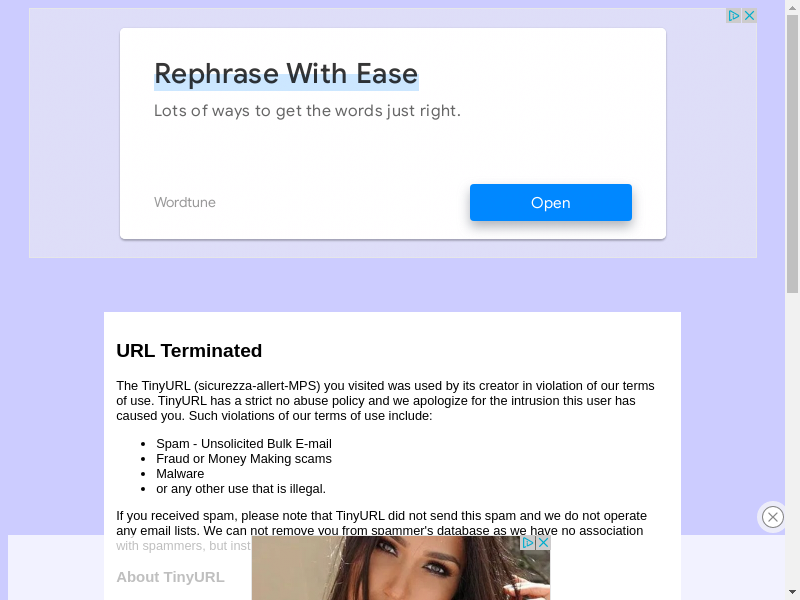 Rephrase With Ease
Lots of ways to get the words just right.
Wordtune
Open
URL Terminated
The TinyURL (sicurezza-allert-MPS) you visited was used by its creator in violation of our terms
of use. TinyURL has a strict no abuse policy and we apologize for the intrusion this user has
caused you. Such violations of our terms of use include:
• Spam - Unsolicited Bulk E-mail
• Fraud or Money Making scams
• Malware
• or any other use that is illegal.
If you received spam, please note that TinyURL did not send this spam and we do not operate
any email lists. We can not remove you from spammer's database as we have no association
with spammers, but inst
About TinyURL